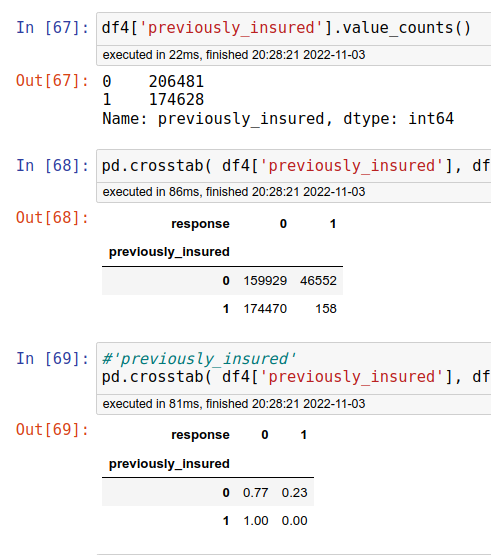 In [67]: df4['previously_insured'].value_counts()
executed in 22ms, finished 20:28:21 2022-11-03
Out[67]: 0    206481
1    174628
Name: previously_insured, dtype: int64
In [68]: pd.crosstab( df4['previously_insured'], df
executed in 86ms, finished 20:28:21 2022-11-03
Out[68]:
response 0 1
previously_insured
0 159929 46552
1 174470 158
In [69]: #'previously_insured'
pd.crosstab( df4['previously_insured'], df
executed in 81ms, finished 20:28:21 2022-11-03
Out[69]:
response 0 1
previously_insured
0 0.77 0.23
1 1.00 0.00